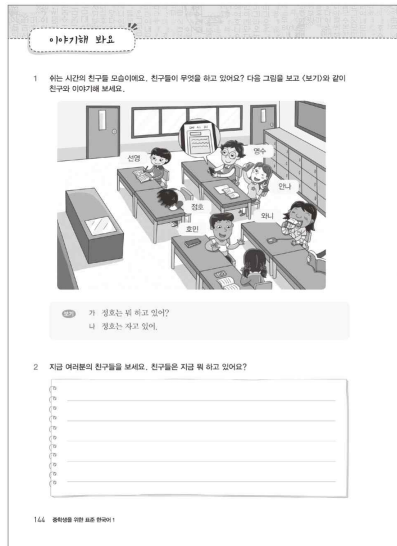 이야기해 봐요
1 쉬는 시간의 친구들 모습이에요. 친구들이 무엇을 하고 있어요? 다음 그림을 보고 〈보기〉와 같이
친구와 이야기해 보세요.
선영
영수
안나
정호
와니
호민
보기 가 정호는 뭐 하고 있어?
나 정호는 자고 있어.
2 지금 여러분의 친구들을 보세요. 친구들은 지금 뭐 하고 있어요?
144 중학생을 위한 표준 한국어 1